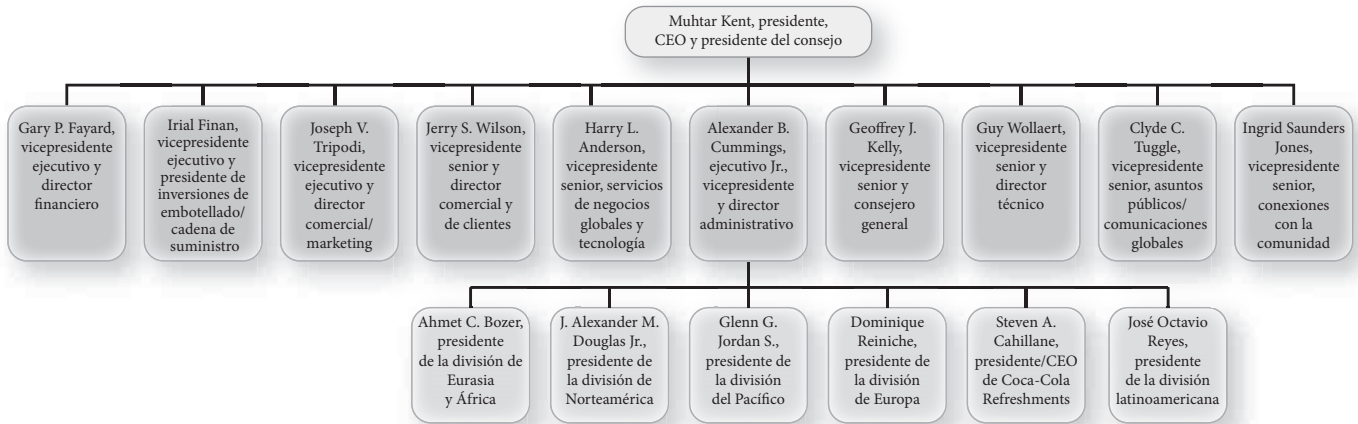 Muhtar Kent, presidente,
CEO y presidente del consejo
Gary P. Fayard,
vicepresidente
ejecutivo y
director
financiero
Irial Finan,
vicepresidente
ejecutivo y
presidente de
inversiones de
embotellado/
cadena de
suministro
Joseph V.
Tripodi,
vicepresidente
ejecutivo y
director
comercial/
marketing
Jerry S. Wilson,
vicepresidente
senior y
director
comercial y
de clientes
Harry L.
Anderson,
vicepresidente
senior, servicios
de negocios
globales y
tecnología
Alexander B.
Cummings,
ejecutivo Jr.,
vicepresidente
y director
administrativo
Geoffrey J.
Kelly,
vicepresidente
senior y
consejero
general
Guy Wollaert,
vicepresidente
senior y
director
técnico
Clyde C.
Tuggle,
vicepresidente
senior, asuntos
públicos/
comunicaciones
globales
Ingrid Saunders
Jones,
vicepresidente
senior,
conexiones
con la
comunidad
Ahmet C. Bozer,
presidente
de la división de
Eurasia
y África
J. Alexander M.
Douglas Jr.,
presidente de
la división de
Norteamérica
Glenn G.
Jordan S.,
presidente de
la división
del Pacífico
Dominique
Reiniche,
presidente de
la división
de Europa
Steven A.
Cahillane,
presidente/CEO
de Coca-Cola
Refreshments
José Octavio
Reyes,
presidente
de la división
latinoamericana